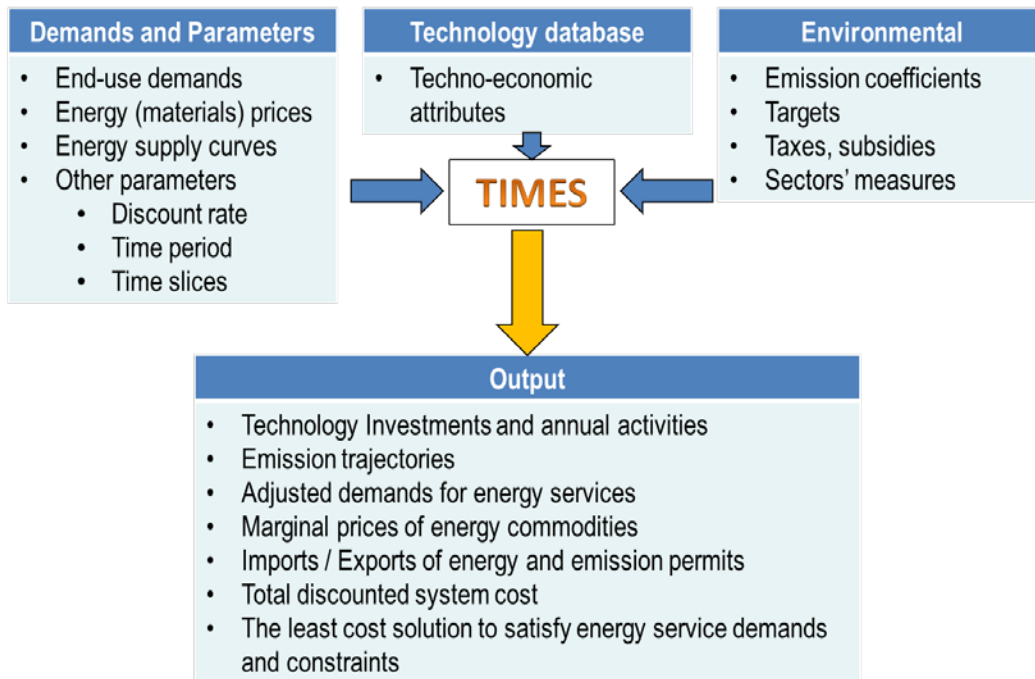 Demands and Parameters
• End-use demands
• Energy (materials) prices
• Energy supply curves
• Other parameters
• Discount rate
• Time period
• Time slices
Technology database
• Techno-economic
attributes
Environmental
• Emission coefficients
• Targets
• Taxes, subsidies
• Sectors’ measures
TIMES
Output
• Technology Investments and annual activities
• Emission trajectories
• Adjusted demands for energy services
• Marginal prices of energy commodities
• Imports / Exports of energy and emission permits
• Total discounted system cost
• The least cost solution to satisfy energy service demands
and constraints